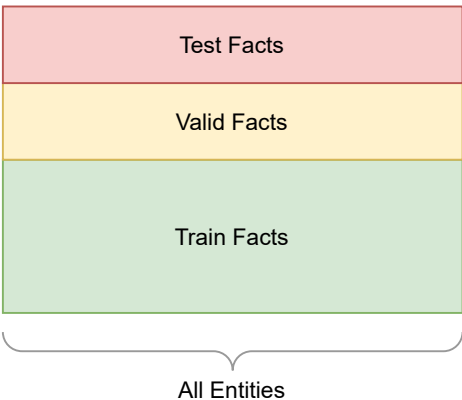 Test Facts
Valid Facts
Train Facts
All Entities